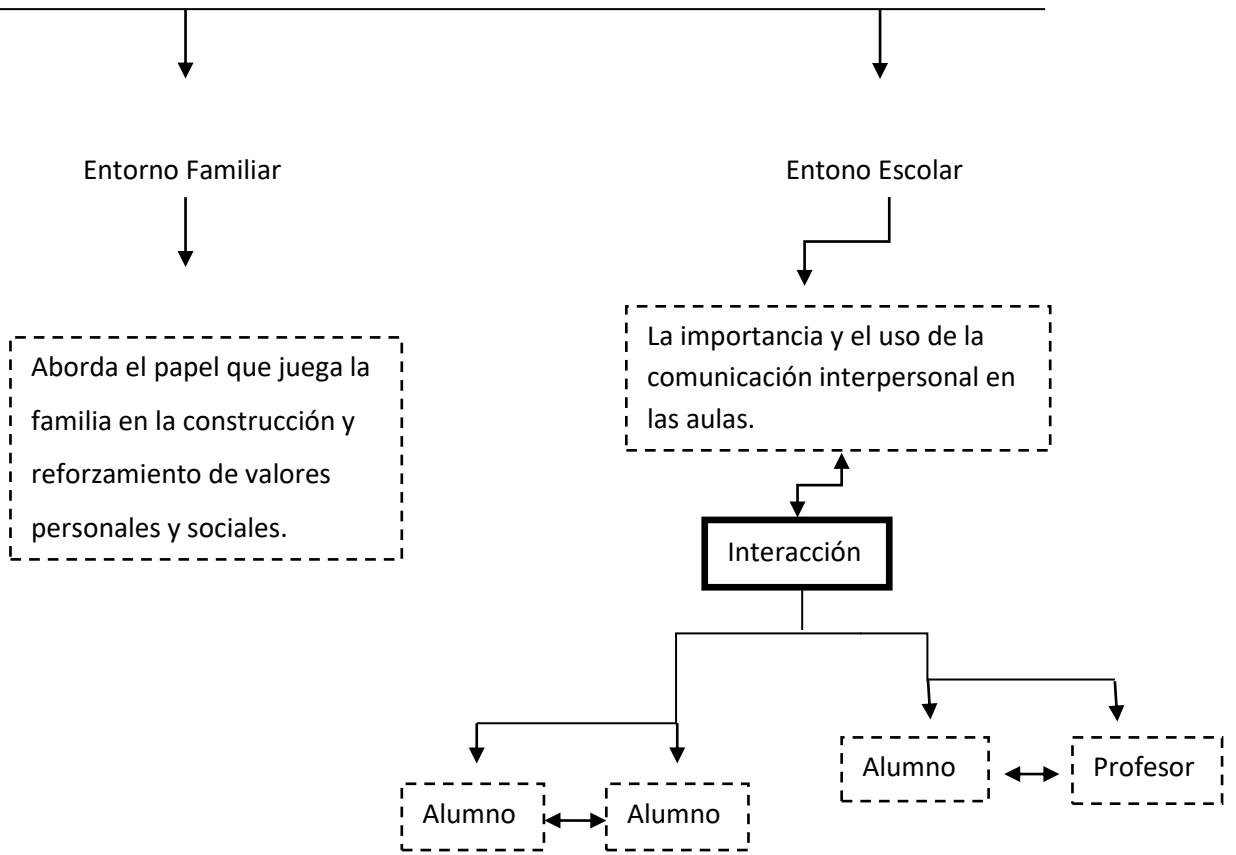 Entorno Familiar
Entono Escolar
Aborda el papel que juega la
familia en la construcción y
reforzamiento de valores
personales y sociales.
La importancia y el uso de la
comunicación interpersonal en
las aulas.
Interacción
Alumno
Alumno
Alumno
Profesor